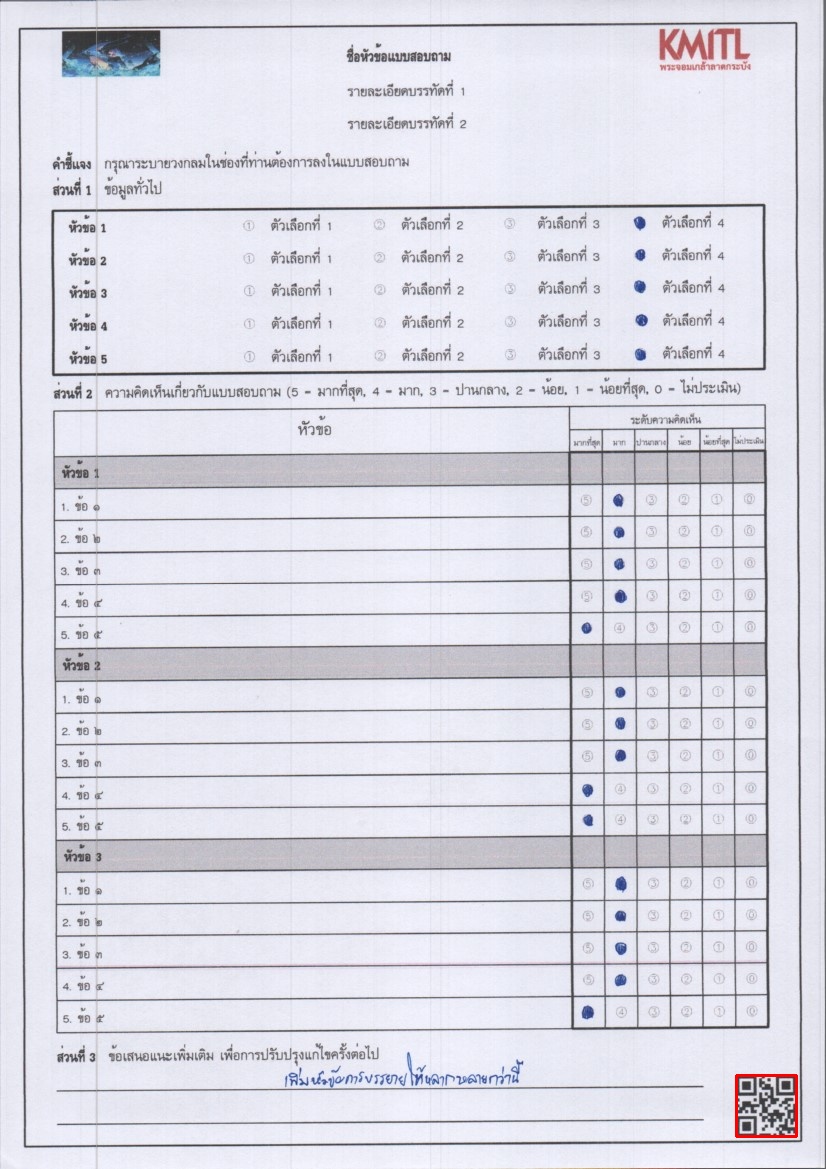 KMITL
พระจอมเกล้าลาดกระบัง
ชื่อหัวข้อแบบสอบถาม
รายละเอียดบรรทัดที่ 1
รายละเอียดบรรทัดที่ 2
คำชี้แจง กรุณาระบายวงกลมในช่องที่ท่านต้องการลงในแบบสอบถาม
ส่วนที่ 1 ข้อมูลทั่วไป
หัวข้อ 1 ① ตัวเลือกที่ 1 ② ตัวเลือกที่ 2 ③ ตัวเลือกที่ 3 ตัวเลือกที่ 4
หัวข้อ 2 ① ตัวเลือกที่ 1 ② ตัวเลือกที่ 2 ③ ตัวเลือกที่ 3 ตัวเลือกที่ 4
หัวข้อ 3 ① ตัวเลือกที่ 1 ② ตัวเลือกที่ 2 ③ ตัวเลือกที่ 3 ตัวเลือกที่ 4
หัวข้อ 4 ① ตัวเลือกที่ 1 ② ตัวเลือกที่ 2 ③ ตัวเลือกที่ 3 ตัวเลือกที่ 4
หัวข้อ 5 ① ตัวเลือกที่ 1 ② ตัวเลือกที่ 2 ③ ตัวเลือกที่ 3 ตัวเลือกที่ 4
ส่วนที่ 2 ความคิดเห็นเกี่ยวกับแบบสอบถาม (5 - มากที่สุด, 4 - มาก, 3 - ปานกลาง, 2 - น้อย, 1 - น้อยที่สุด, 0 - ไม่ประเมิน)
หัวข้อ ระดับความคิดเห็น
มากที่สุด มาก ปานกลาง น้อย น้อยที่สุด ไม่ประเมิน
หัวข้อ 1
1. ข้อ ๑ ⑤ ③ ② ① ⓪
2. ข้อ ๒ ⑤ ③ ② ① ⓪
3. ข้อ ๓ ⑤ ③ ② ① ⓪
4. ข้อ ๔ ⑤ ③ ② ① ⓪
5. ข้อ ๕ ④ ③ ② ① ⓪
หัวข้อ 2
1. ข้อ ๑ ⑤ ③ ② ① ⓪
2. ข้อ ๒ ⑤ ③ ② ① ⓪
3. ข้อ ๓ ⑤ ③ ② ① ⓪
4. ข้อ ๔ ④ ③ ② ① ⓪
5. ข้อ ๕ ④ ③ ② ① ⓪
หัวข้อ 3
1. ข้อ ๑ ⑤ ③ ② ① ⓪
2. ข้อ ๒ ⑤ ③ ② ① ⓪
3. ข้อ ๓ ⑤ ③ ② ① ⓪
4. ข้อ ๔ ⑤ ③ ② ① ⓪
5. ข้อ ๕ ④ ③ ② ① ⓪
ส่วนที่ 3 ข้อเสนอแนะเพิ่มเติม เพื่อการปรับปรุงแก้ไขครั้งต่อไป
เพิ่มหัวข้อการบรรยายให้หลากหลายกว่านี้